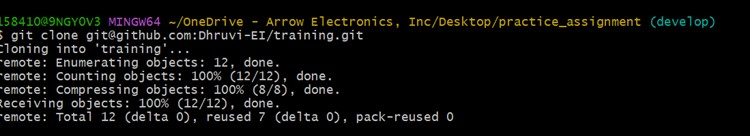 158410@9NGY0V3 MINGW64 ~/OneDrive - Arrow Electronics, Inc/Desktop/practice_assignment (develop)
$ git clone git@github.com:Dhruvi-EI/training.git
Cloning into 'training'...
remote: Enumerating objects: 12, done.
remote: Counting objects: 100% (12/12), done.
remote: Compressing objects: 100% (8/8), done.
Receiving objects: 100% (12/12), done.
remote: Total 12 (delta 0), reused 7 (delta 0), pack-reused 0